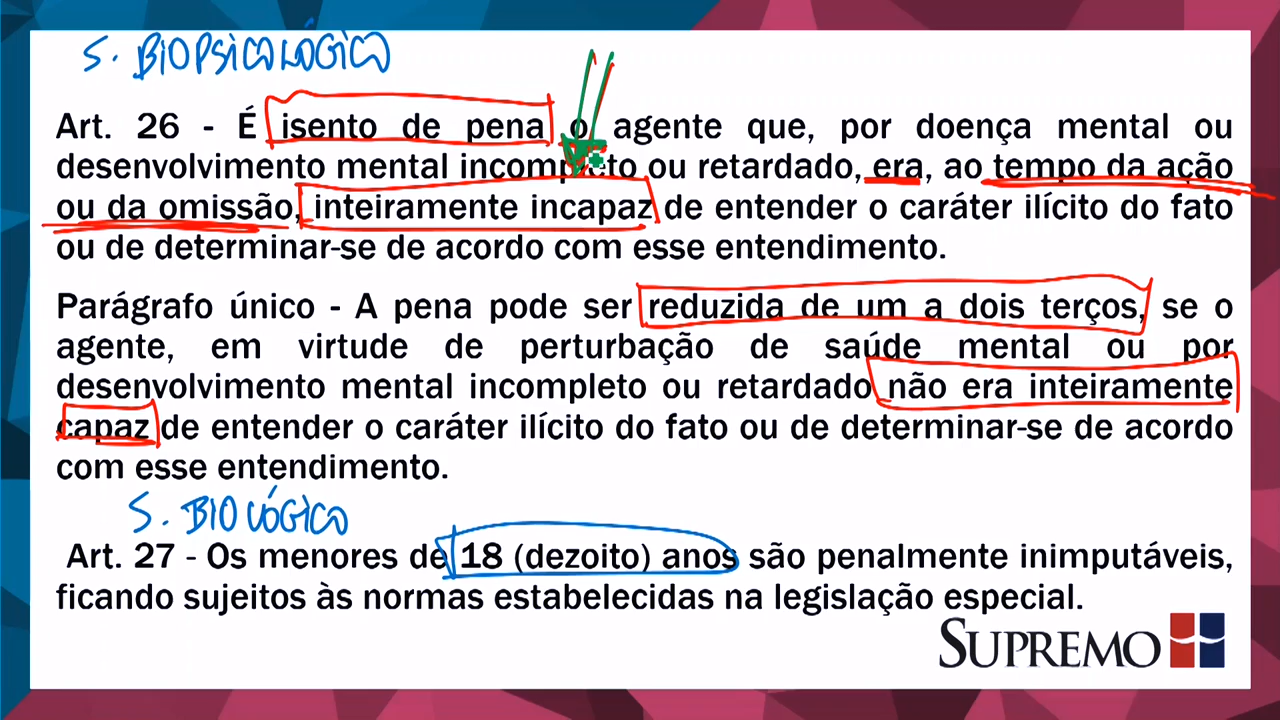 S. BIOPSICOLÓGICO
Art. 26 - É isento de pena o agente que, por doença mental ou
desenvolvimento mental incompleto ou retardado, era, ao tempo da ação
ou da omissão, inteiramente incapaz de entender o caráter ilícito do fato
ou de determinar-se de acordo com esse entendimento.
Parágrafo único - A pena pode ser reduzida de um a dois terços, se o
agente, em virtude de perturbação de saúde mental ou por
desenvolvimento mental incompleto ou retardado não era inteiramente
capaz de entender o caráter ilícito do fato ou de determinar-se de acordo
com esse entendimento.
S. BIOLÓGICO
Art. 27 - Os menores de 18 (dezoito) anos são penalmente inimputáveis,
ficando sujeitos às normas estabelecidas na legislação especial.
SUPREMO